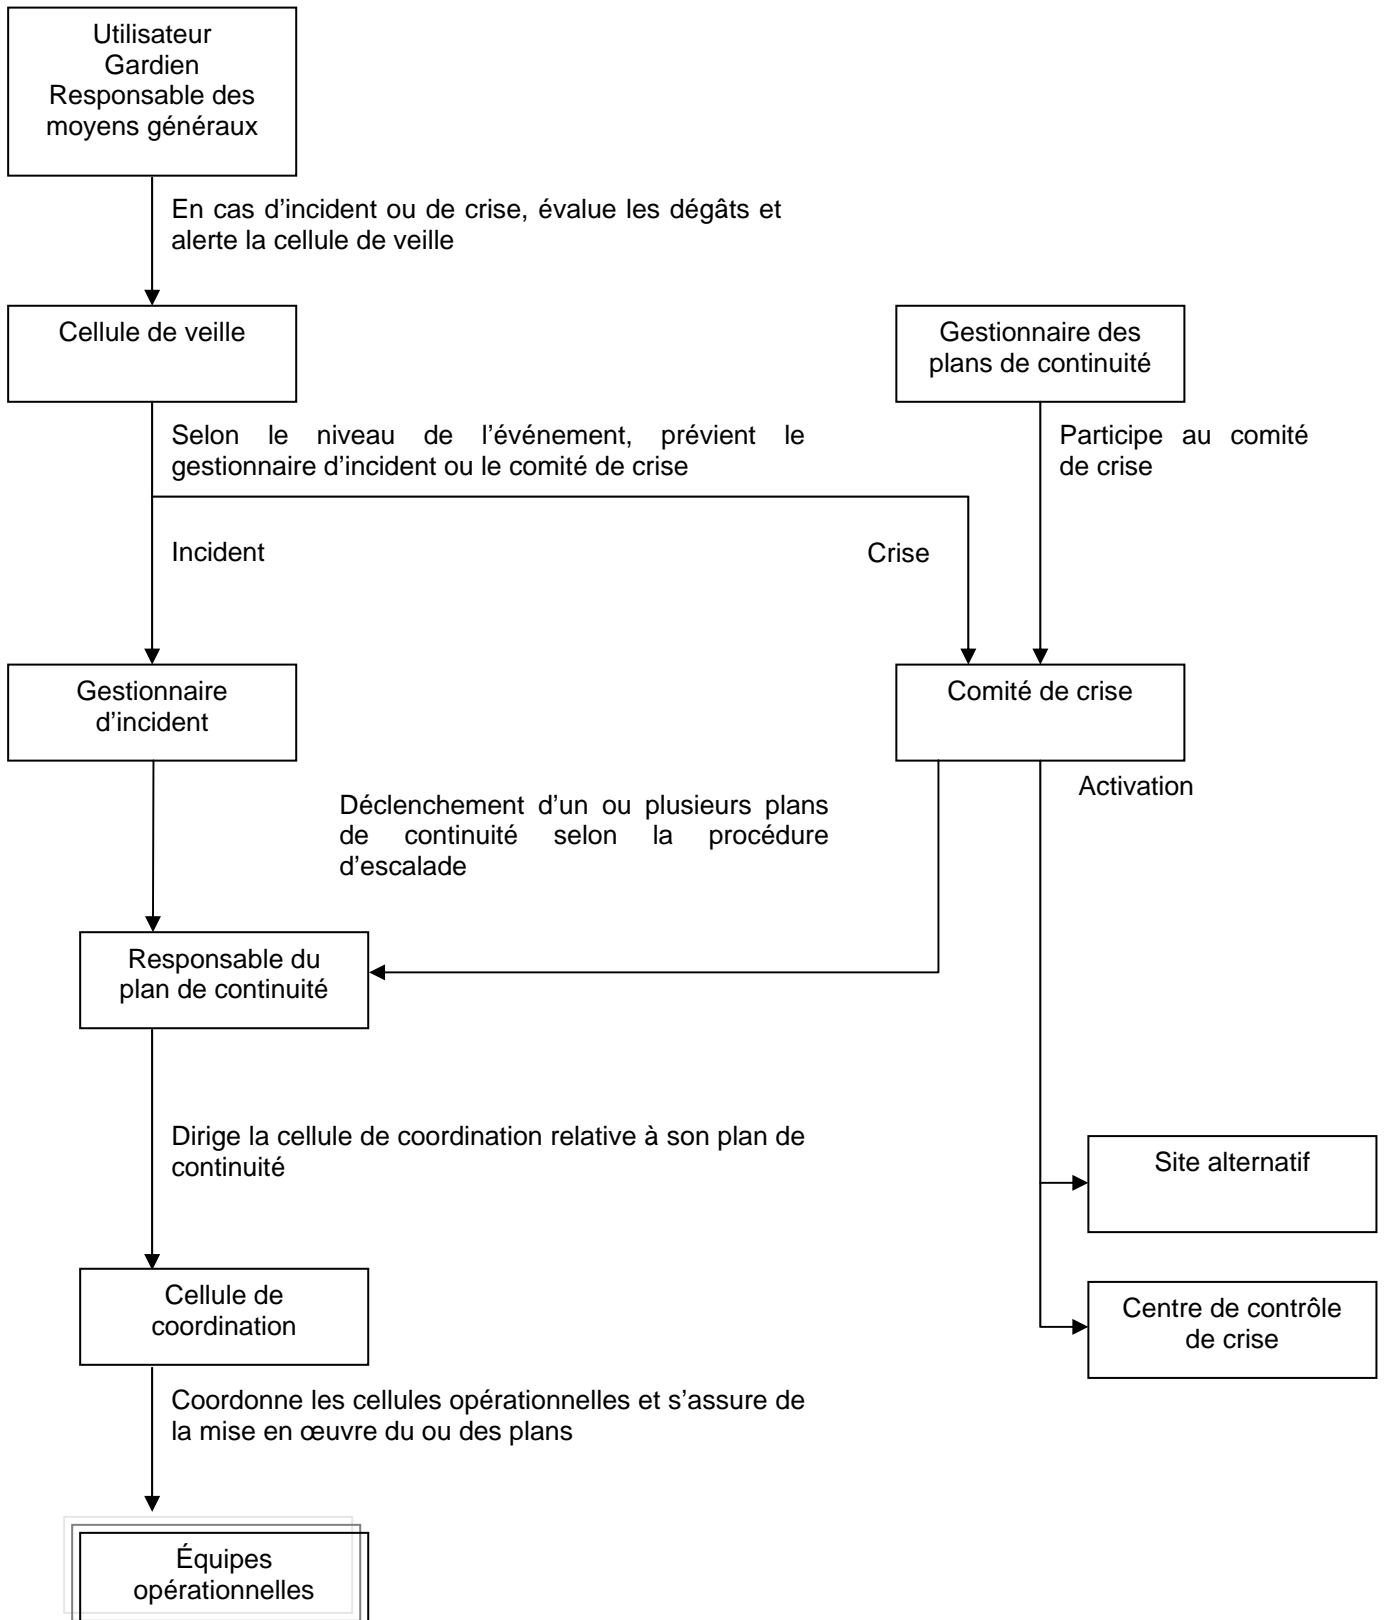 Utilisateur
Gardien
Responsable des
moyens généraux
En cas d’incident ou de crise, évalue les dégâts et
alerte la cellule de veille
Cellule de veille
Gestionnaire des
plans de continuité
Selon le niveau de l’événement, prévient le
gestionnaire d’incident ou le comité de crise
Participe au comité
de crise
Incident
Crise
Gestionnaire
d’incident
Comité de crise
Activation
Déclenchement d’un ou plusieurs plans
de continuité selon la procédure
d’escalade
Responsable du
plan de continuité
Dirige la cellule de coordination relative à son plan de
continuité
Site alternatif
Cellule de
coordination
Centre de contrôle
de crise
Coordonne les cellules opérationnelles et s’assure de
la mise en œuvre du ou des plans
Équipes
opérationnelles